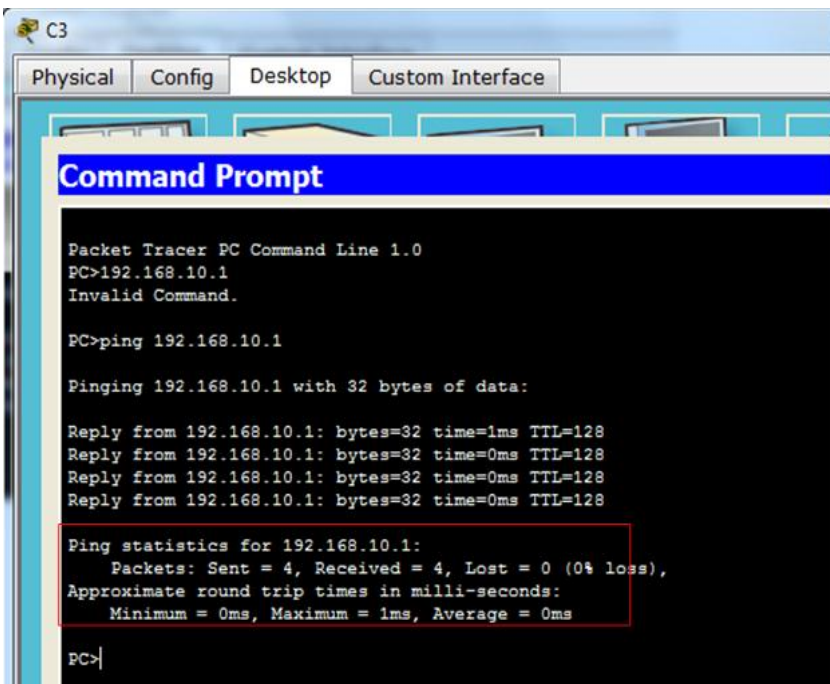 C3
Physical Config Desktop Custom Interface
Command Prompt
Packet Tracer PC Command Line 1.0
PC>192.168.10.1
Invalid Command.
PC>ping 192.168.10.1
Pinging 192.168.10.1 with 32 bytes of data:
Reply from 192.168.10.1: bytes=32 time=1ms TTL=128
Reply from 192.168.10.1: bytes=32 time=0ms TTL=128
Reply from 192.168.10.1: bytes=32 time=0ms TTL=128
Reply from 192.168.10.1: bytes=32 time=0ms TTL=128
Ping statistics for 192.168.10.1:
Packets: Sent = 4, Received = 4, Lost = 0 (0% loss),
Approximate round trip times in milli-seconds:
Minimum = 0ms, Maximum = 1ms, Average = 0ms
PC>